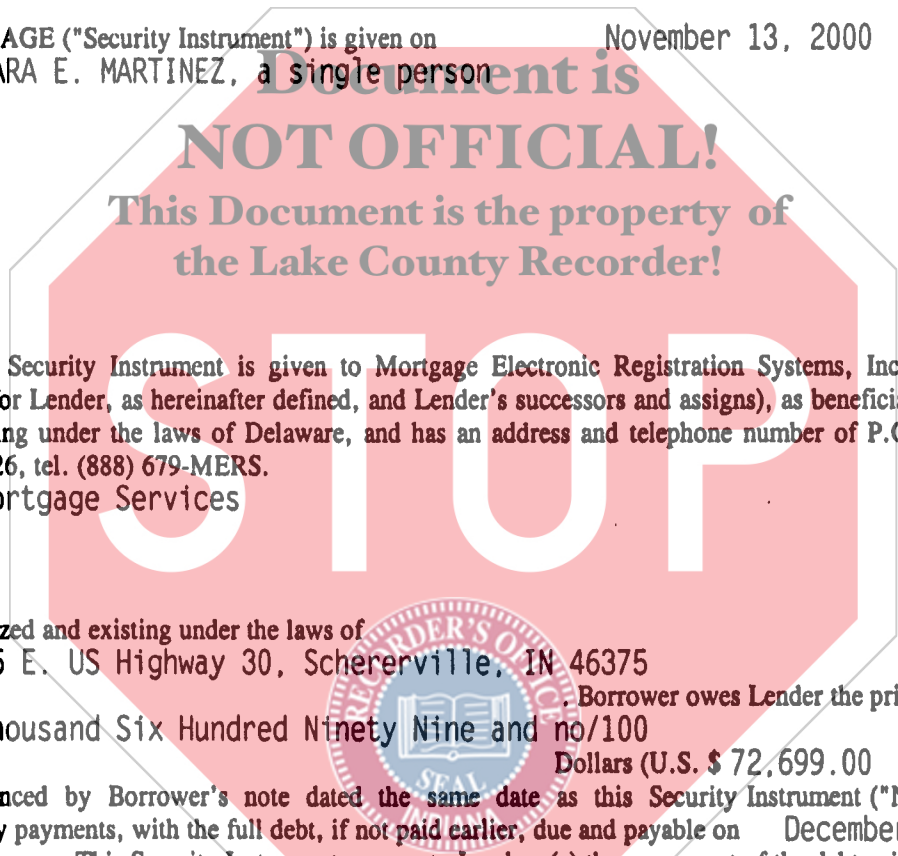 AGE ("Security Instrument") is given on November 13, 2000
RA E. MARTINEZ, a single person
Document is
NOT OFFICIAL!
This Document is the property of
the Lake County Recorder!
Security Instrument is given to Mortgage Electronic Registration Systems, Inc
or Lender, as hereinafter defined, and Lender's successors and assigns), as benefici
ng under the laws of Delaware, and has an address and telephone number of P.O
26, tel. (888) 679-MERS.
ortgage Services
STOP
zed and existing under the laws of
E. US Highway 30, Schererville, IN 46375
. Borrower owes Lender the pri
housand Six Hundred Ninety Nine and no/100
Dollars (U.S. $ 72,699.00
nced by Borrower's note dated the same date as this Security Instrument ("N
y payments, with the full debt, if not paid earlier, due and payable on December
RECORDER'S OFFICE
SEAL
INDIANA